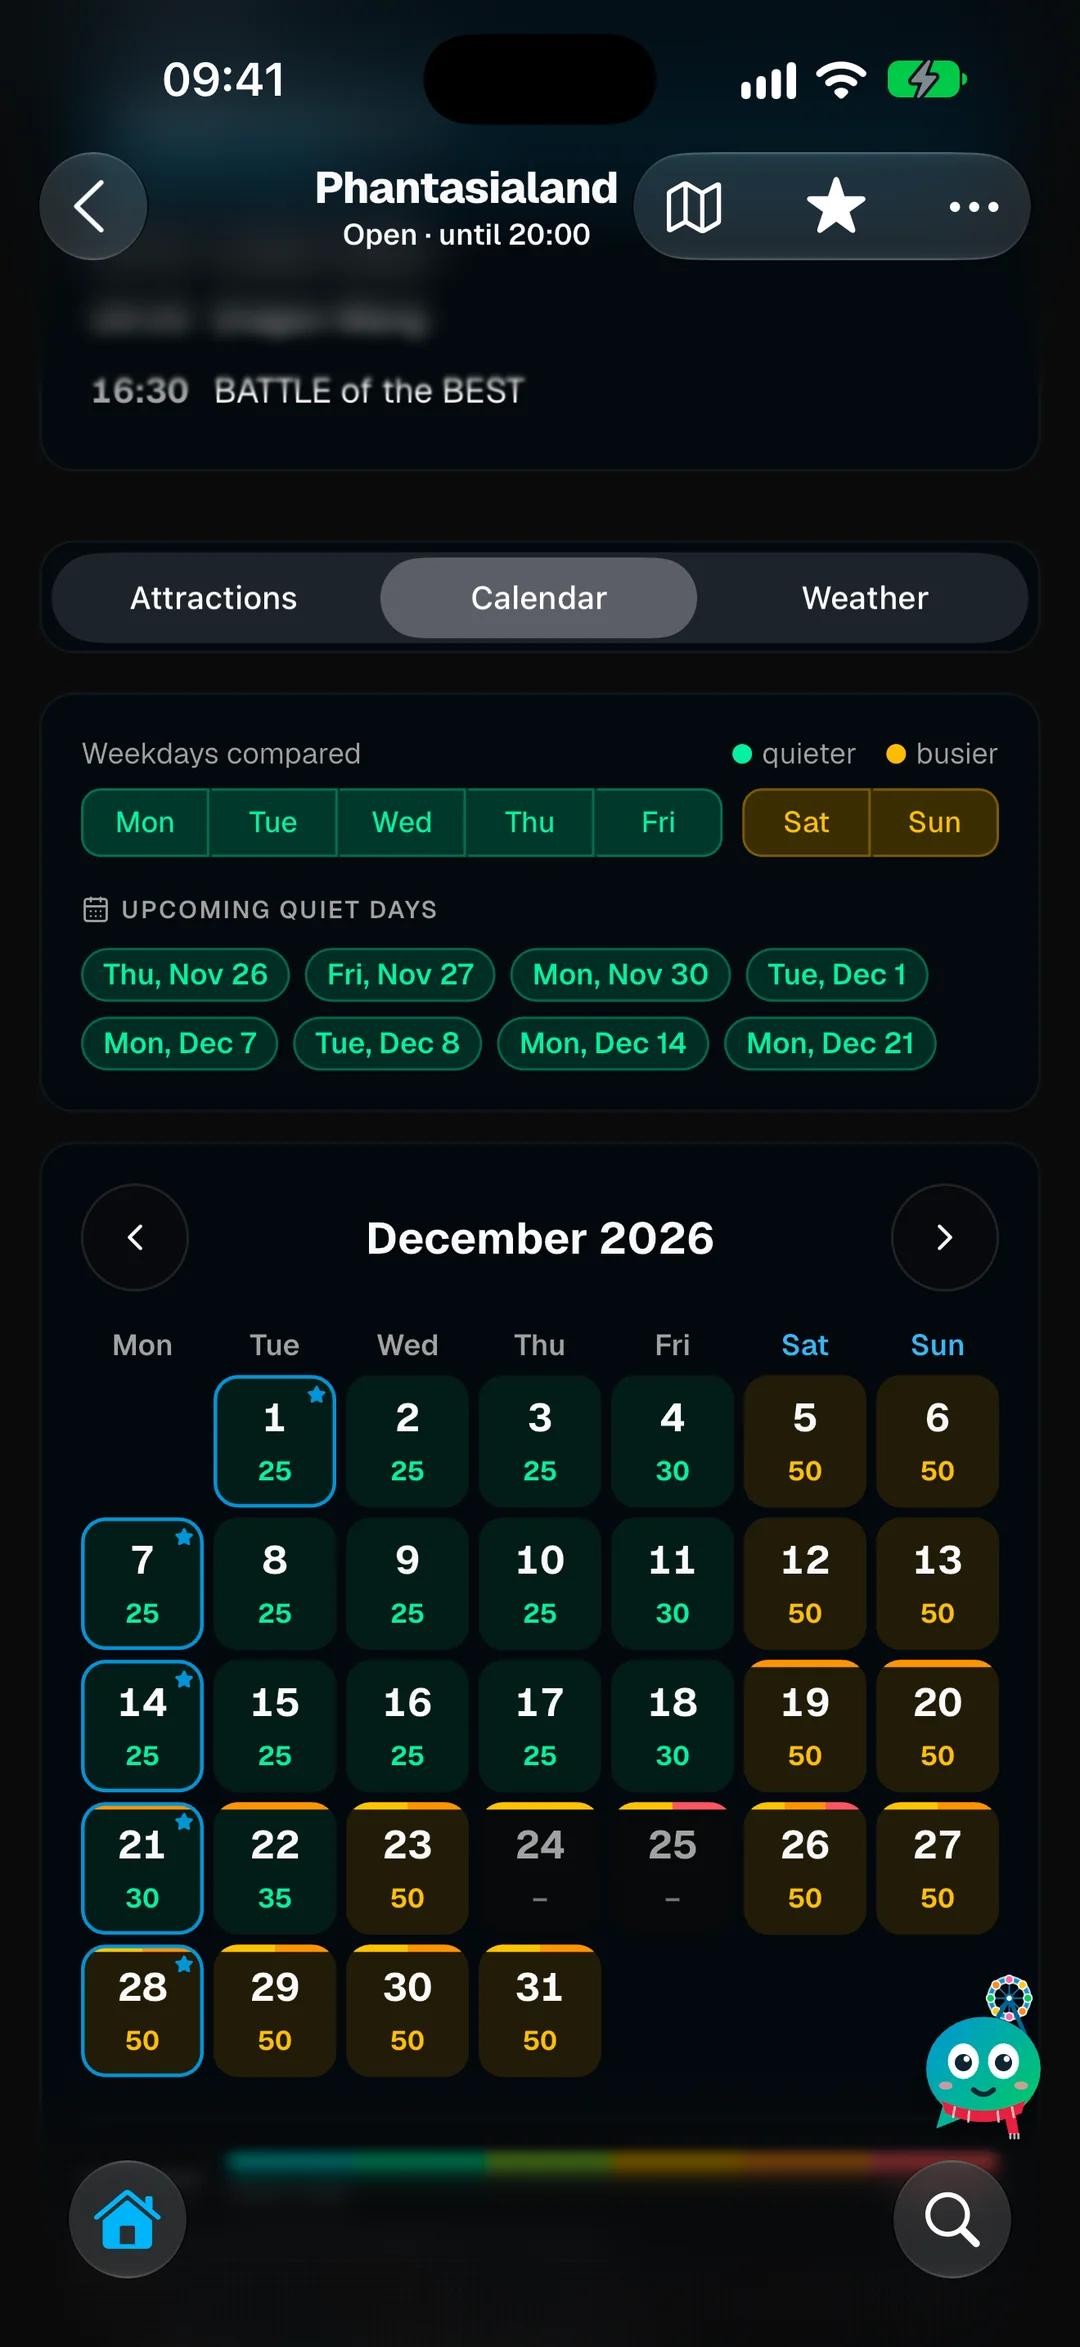 09:41
Phantasialand
Open · until 20:00
16:30 BATTLE of the BEST
Attractions Calendar Weather
Weekdays compared quieter busier
Mon Tue Wed Thu Fri Sat Sun
UPCOMING QUIET DAYS
Thu, Nov 26 Fri, Nov 27 Mon, Nov 30 Tue, Dec 1
Mon, Dec 7 Tue, Dec 8 Mon, Dec 14 Mon, Dec 21
December 2026
Mon Tue Wed Thu Fri Sat Sun
1 2 3 4 5 6
25 25 25 30 50 50
7 8 9 10 11 12 13
25 25 25 25 30 50 50
14 15 16 17 18 19 20
25 25 25 25 30 50 50
21 22 23 24 25 26 27
30 35 50 – – 50 50
28 29 30 31
50 50 50 50